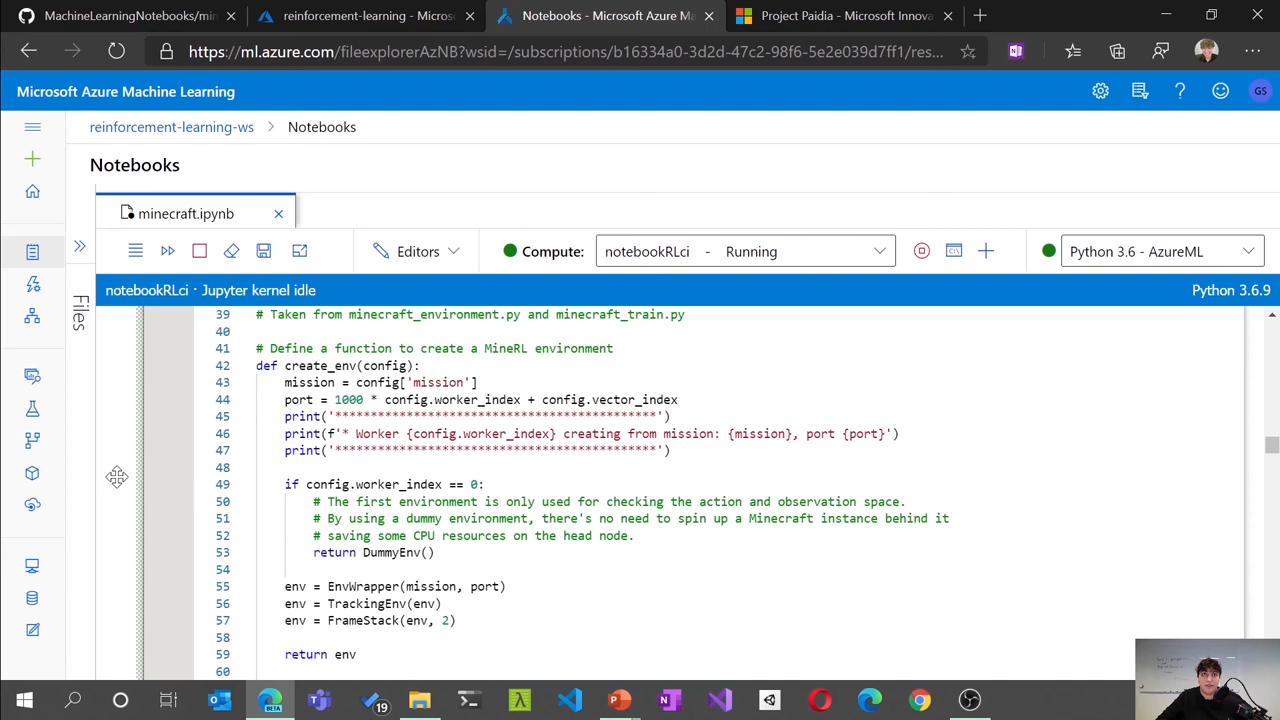 MachineLearningNotebooks/min
reinforcement-learning - Microso
Notebooks - Microsoft Azure Ma
Project Paidia - Microsoft Innova
https://ml.azure.com/fileexplorerAzNB?wsid=/subscriptions/b16334a0-3d2d-47c2-98f6-5e2e039d7ff1/res...
Microsoft Azure Machine Learning
GS
reinforcement-learning-ws > Notebooks
Notebooks
minecraft.ipynb
Editors
Compute:
notebookRLci - Running
Python 3.6 - AzureML
notebookRLci · Jupyter kernel idle
Python 3.6.9
Files
39 # Taken from minecraft_environment.py and minecraft_train.py
40
41 # Define a function to create a MineRL environment
42 def create_env(config):
43 mission = config['mission']
44 port = 1000 * config.worker_index + config.vector_index
45 print('*********************************************')
46 print(f'* Worker {config.worker_index} creating from mission: {mission}, port {port}')
47 print('*********************************************')
48
49 if config.worker_index == 0:
50 # The first environment is only used for checking the action and observation space.
51 # By using a dummy environment, there's no need to spin up a Minecraft instance behind it
52 # saving some CPU resources on the head node.
53 return DummyEnv()
54
55 env = EnvWrapper(mission, port)
56 env = TrackingEnv(env)
57 env = FrameStack(env, 2)
58
59 return env
60
BETA
19